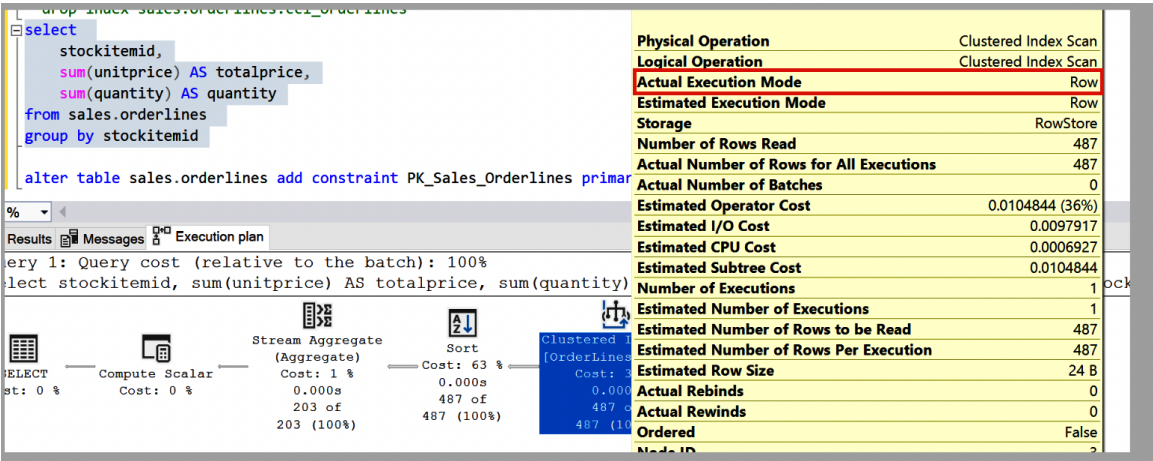 drop index sales.orderlines.cci_orderlines
select
stockitemid,
sum(unitprice) AS totalprice,
sum(quantity) AS quantity
from sales.orderlines
group by stockitemid
alter table sales.orderlines add constraint PK_Sales_Orderlines primar
%
Results Messages Execution plan
ery 1: Query cost (relative to the batch): 100%
lect stockitemid, sum(unitprice) AS totalprice, sum(quantity) ock
SELECT
st: 0 %
Compute Scalar
Cost: 0 %
Stream Aggregate
(Aggregate)
Cost: 1 %
0.000s
203 of
203 (100%)
Sort
Cost: 63 %
0.000s
487 of
487 (100%)
Clustered I
[OrderLines
Cost: 3
0.000
487 o
487 (10
Physical Operation Clustered Index Scan
Logical Operation Clustered Index Scan
Actual Execution Mode Row
Estimated Execution Mode Row
Storage RowStore
Number of Rows Read 487
Actual Number of Rows for All Executions 487
Actual Number of Batches 0
Estimated Operator Cost 0.0104844 (36%)
Estimated I/O Cost 0.0097917
Estimated CPU Cost 0.0006927
Estimated Subtree Cost 0.0104844
Number of Executions 1
Estimated Number of Executions 1
Estimated Number of Rows to be Read 487
Estimated Number of Rows Per Execution 487
Estimated Row Size 24 B
Actual Rebinds 0
Actual Rewinds 0
Ordered False
Node ID 3